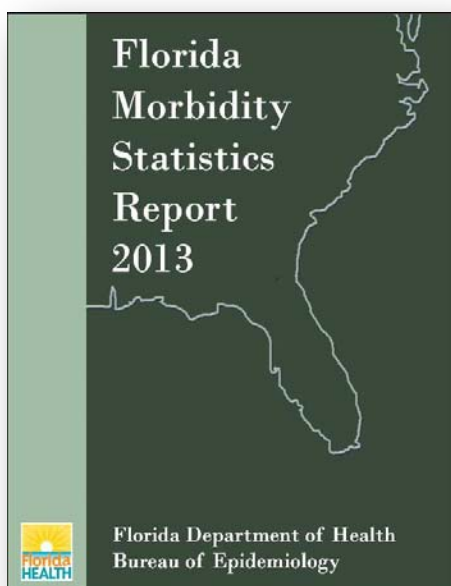 Florida
Morbidity
Statistics
Report
2013
Florida Department of Health
Bureau of Epidemiology
Florida
HEALTH